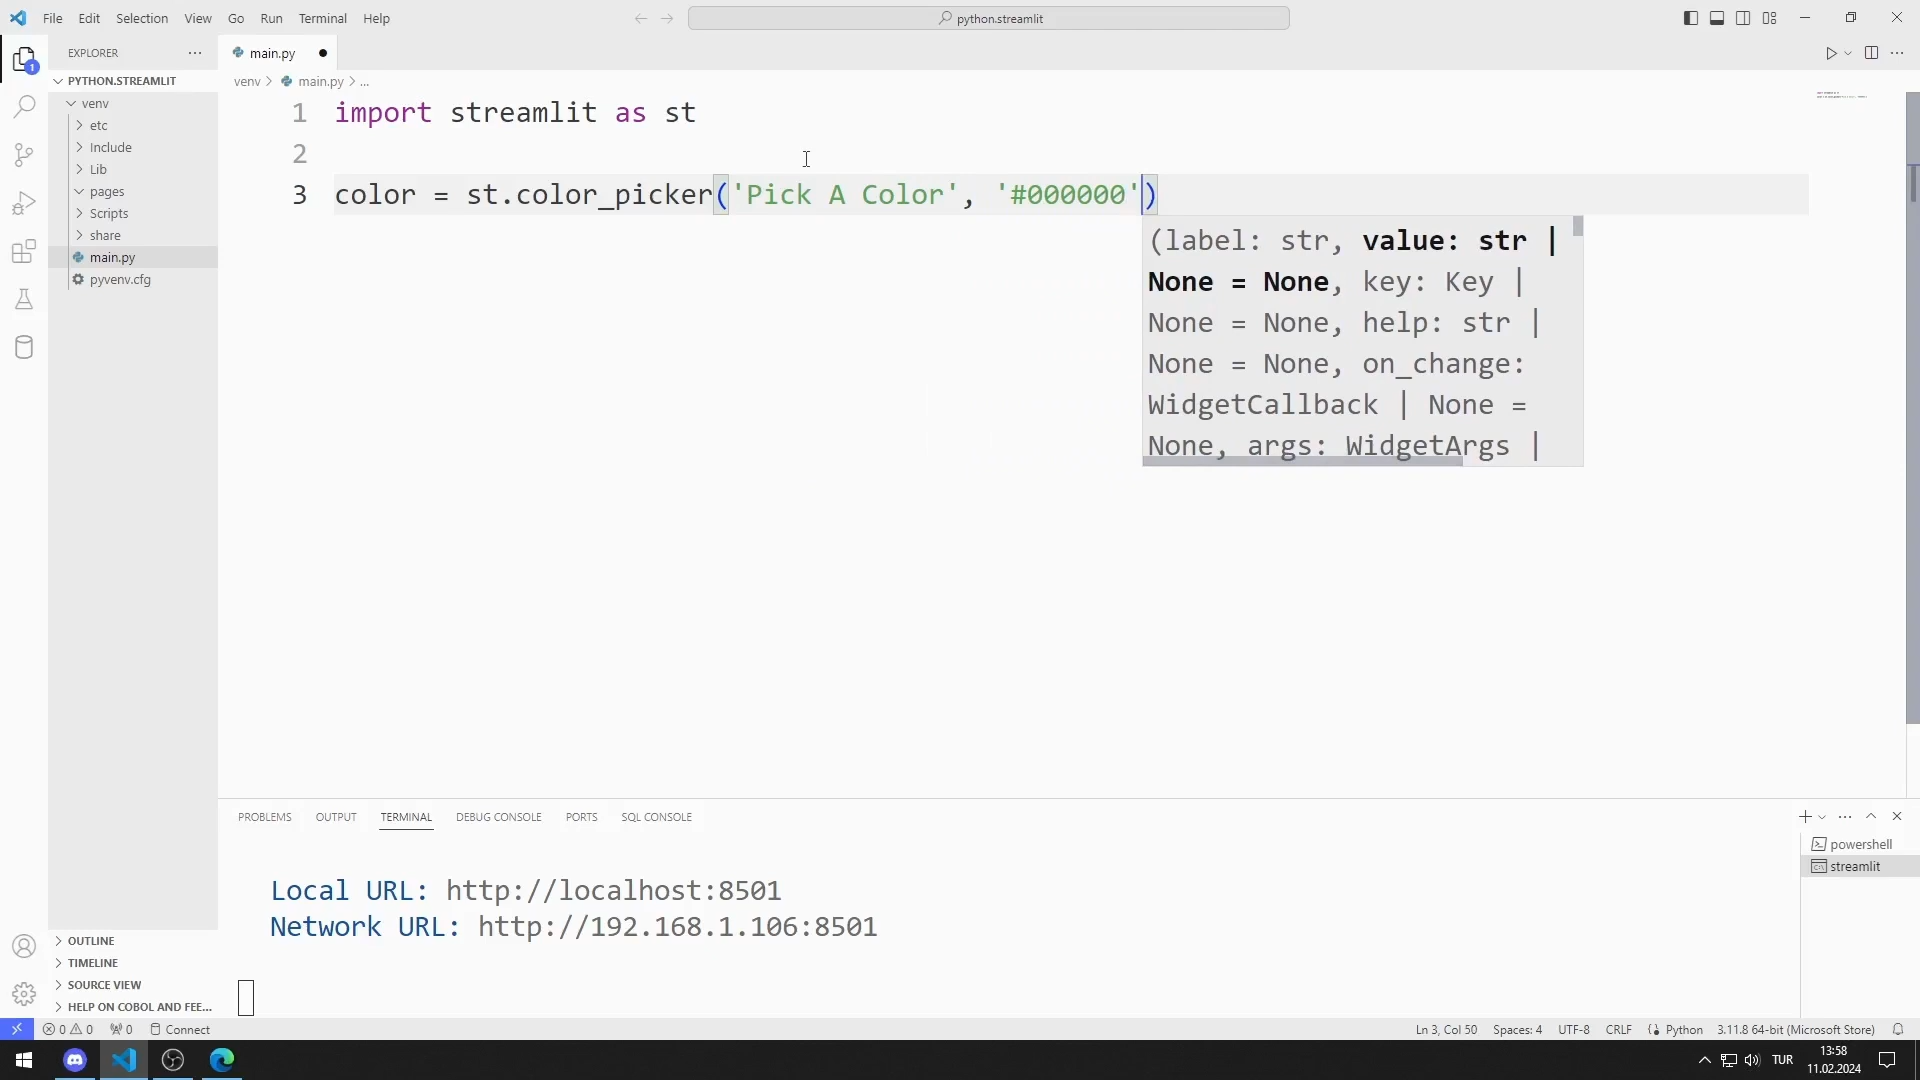 File Edit Selection View Go Run Terminal Help
python.streamlit
EXPLORER
main.py
PYTHON.STREAMLIT
venv > main.py > ...
venv
etc
Include
Lib
pages
Scripts
share
main.py
pyvenv.cfg
1 import streamlit as st
2
3 color = st.color_picker('Pick A Color', '#000000')
(label: str, value: str |
None = None, key: Key |
None = None, help: str |
None = None, on_change:
WidgetCallback | None =
None, args: WidgetArgs |
PROBLEMS OUTPUT TERMINAL DEBUG CONSOLE PORTS SQL CONSOLE
powershell
streamlit
Local URL: http://localhost:8501
Network URL: http://192.168.1.106:8501
OUTLINE
TIMELINE
SOURCE VIEW
HELP ON COBOL AND FEE...
1
0 0 0 Connect
Ln 3, Col 50 Spaces: 4 UTF-8 CRLF Python 3.11.8 64-bit (Microsoft Store)
TUR
13:58
11.02.2024